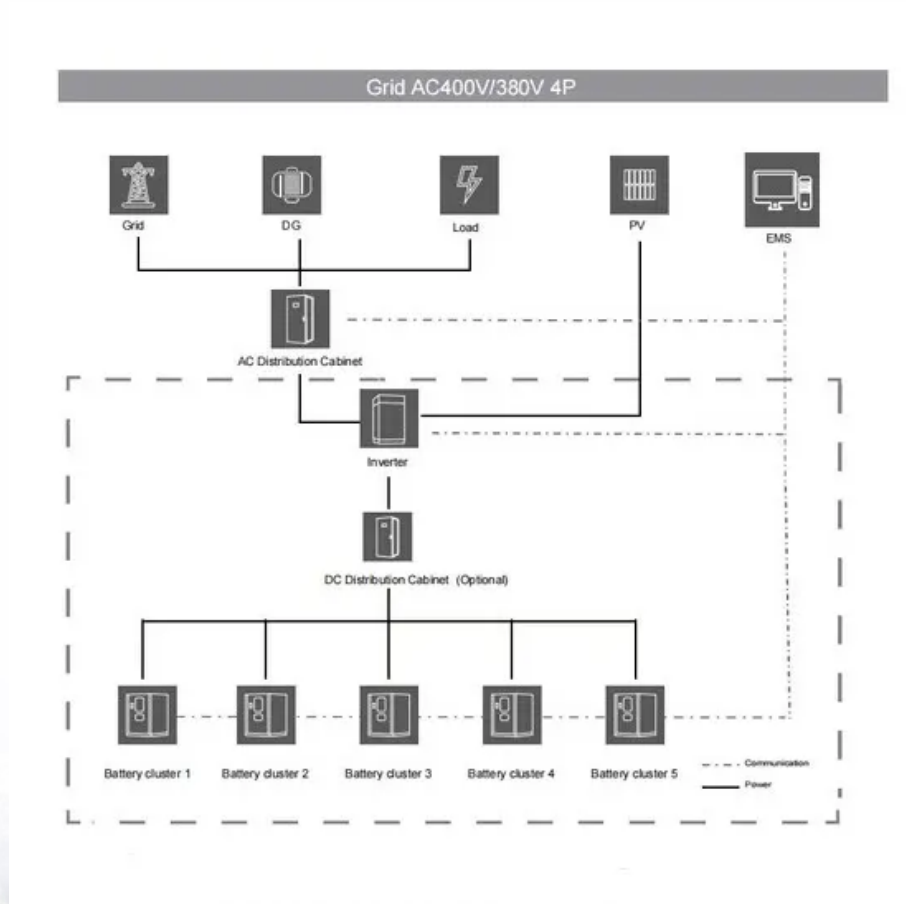 Grid AC400V/380V 4P
Grid
DG
Load
PV
EMS
AC Distribution Cabinet
Inverter
DC Distribution Cabinet (Optional)
Battery cluster 1
Battery cluster 2
Battery cluster 3
Battery cluster 4
Battery cluster 5
Communication
Power